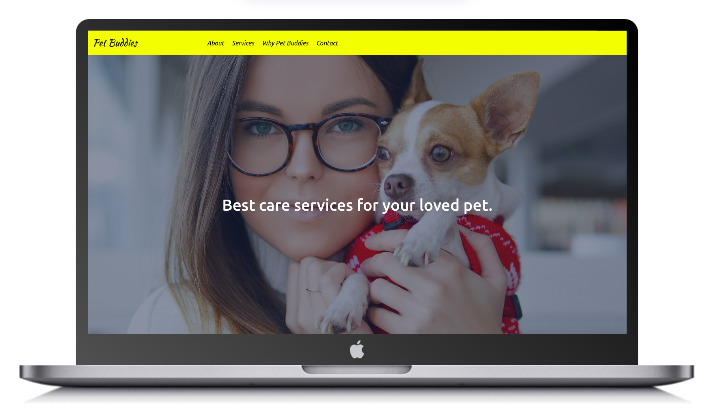 Pet Buddies
About Services Why Pet Buddies Contact
Best care services for your loved pet.